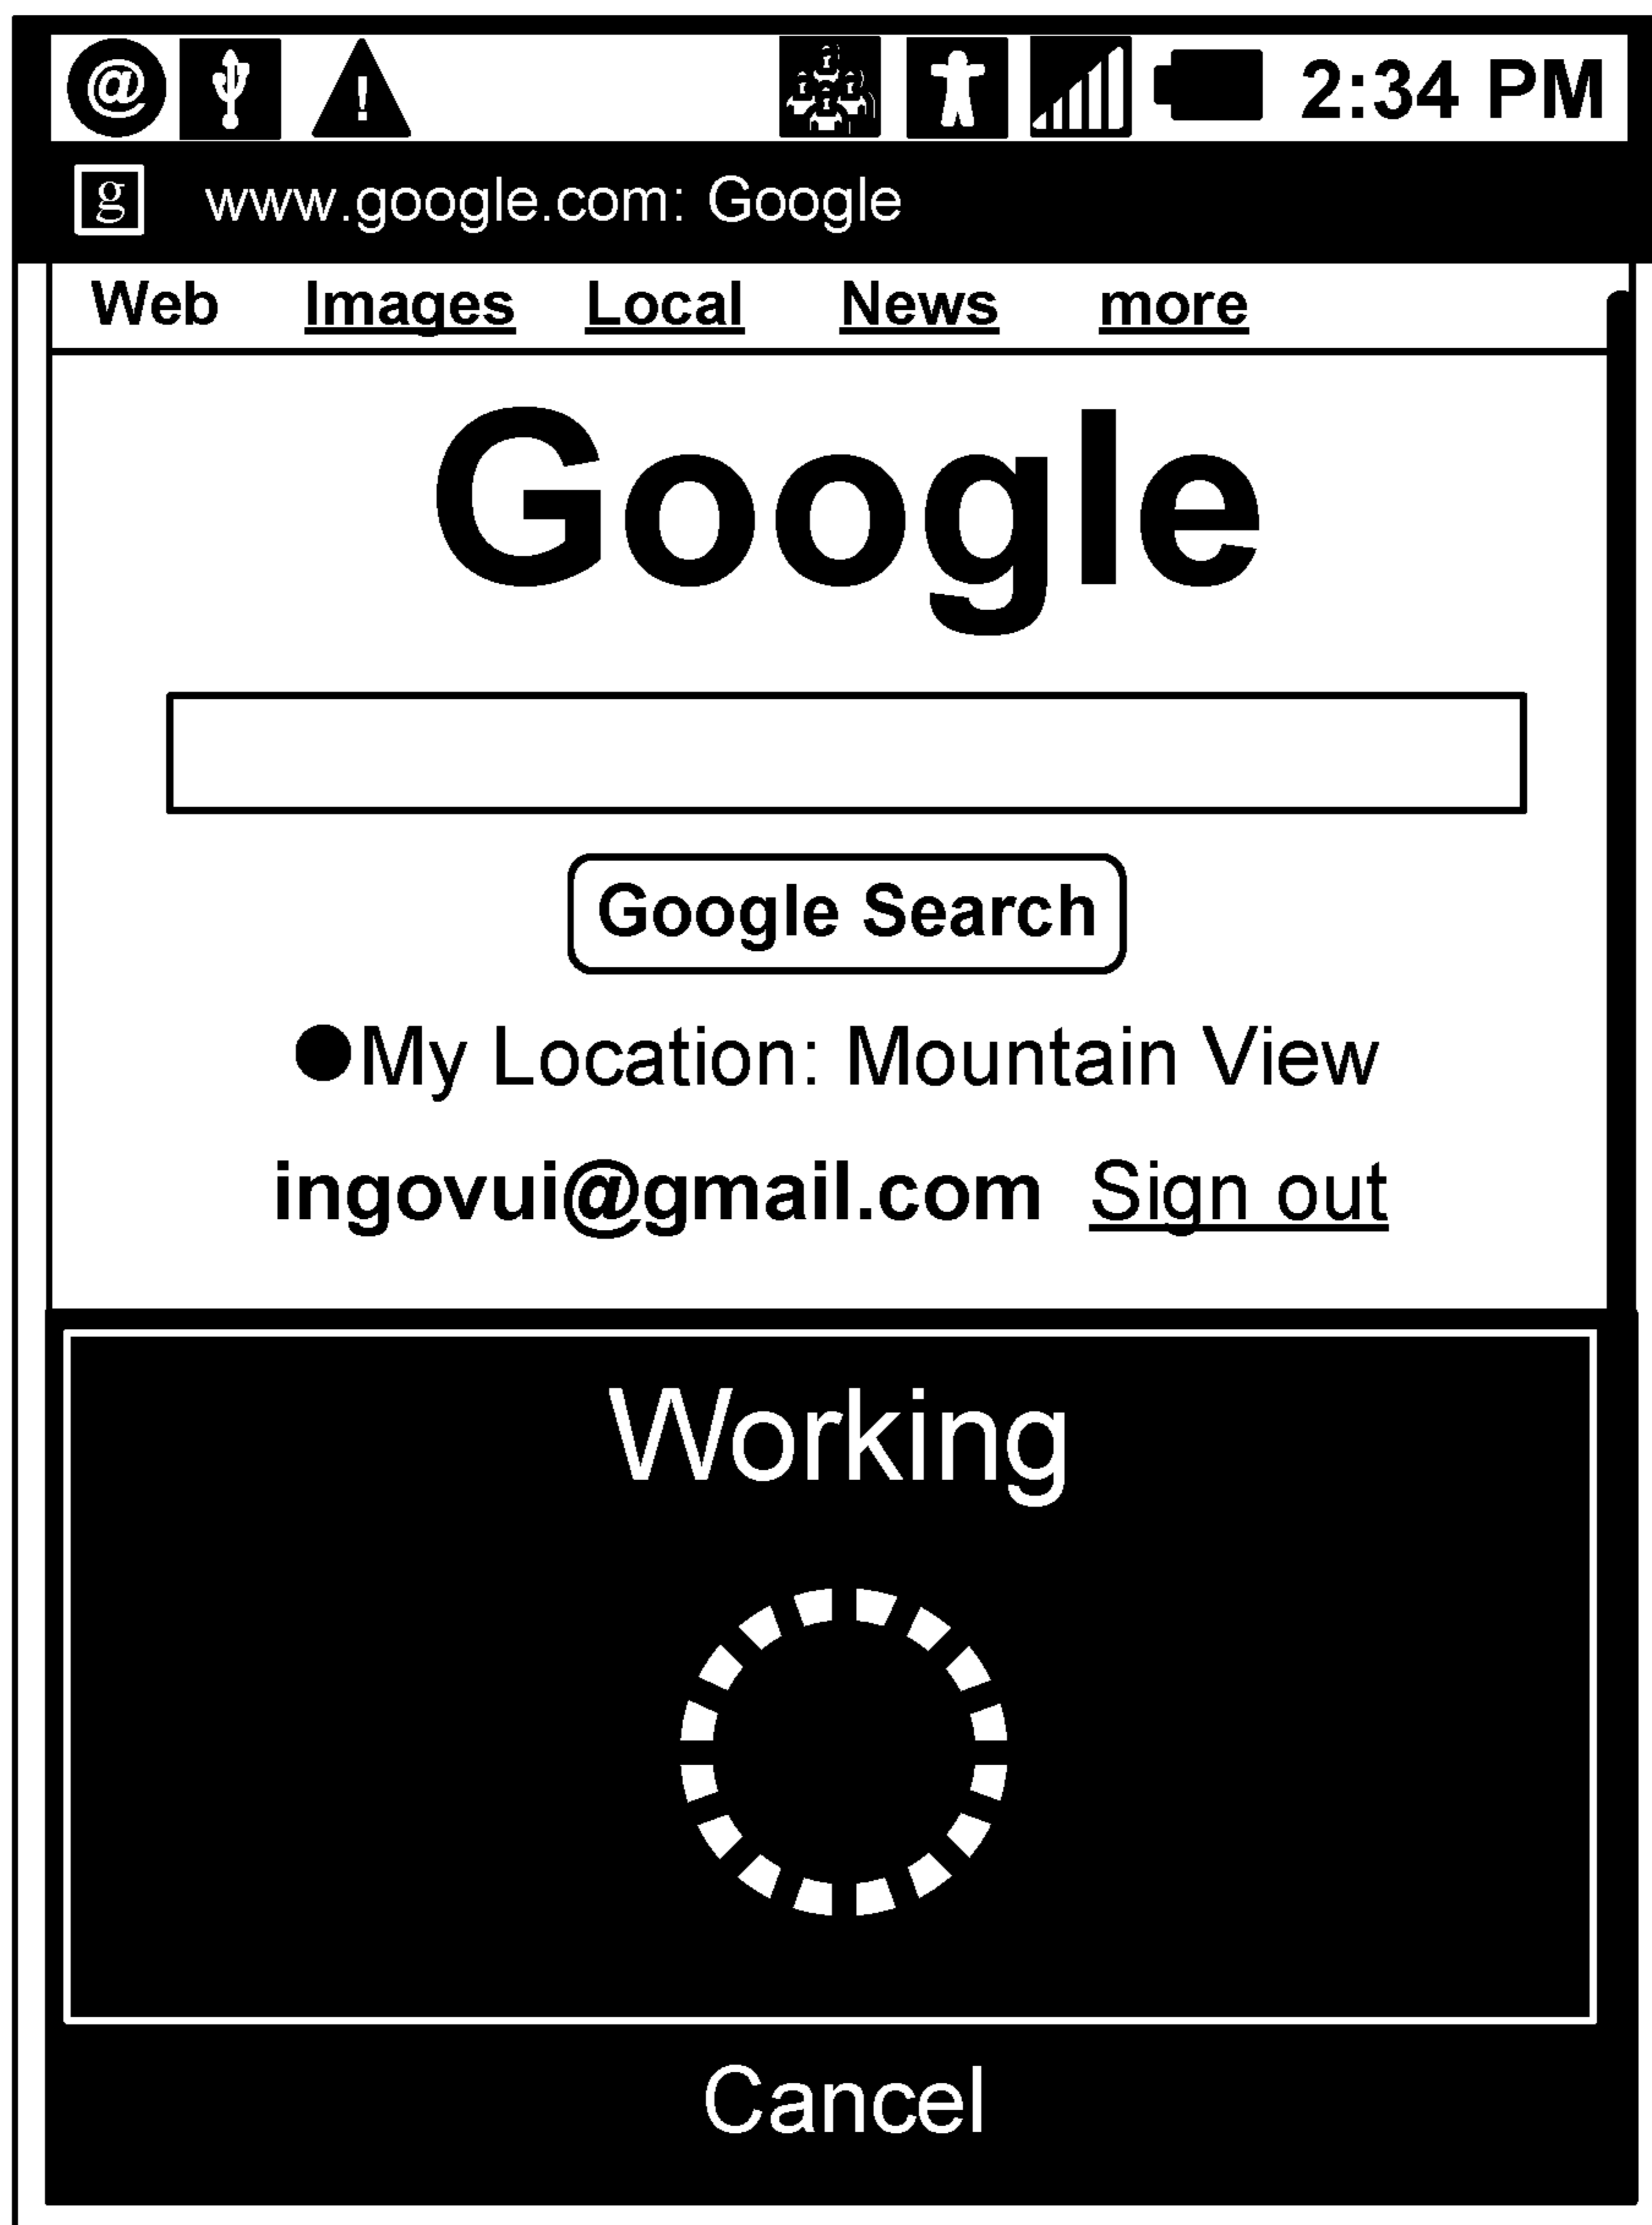 @ ! 2:34 PM
g www.google.com: Google
Web Images Local News more
Google
Google Search
My Location: Mountain View
ingovui@gmail.com Sign out
Working
Cancel